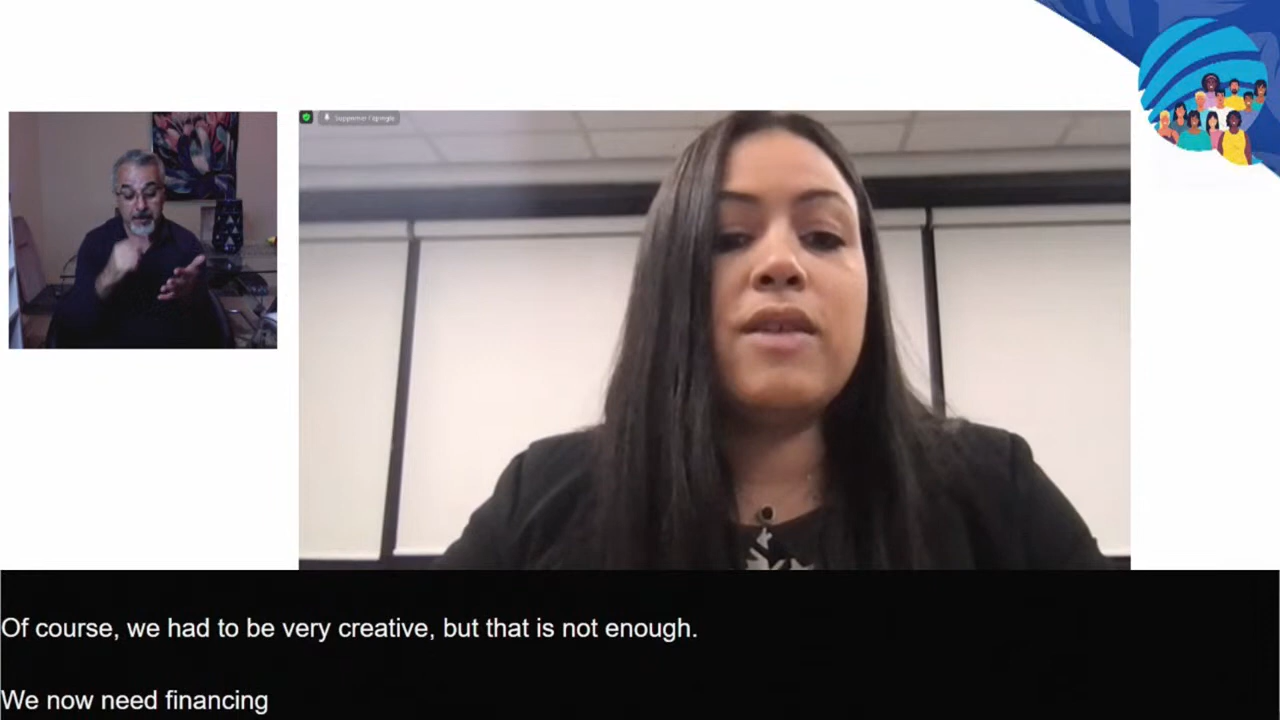 Of course, we had to be very creative, but that is not enough.
We now need financing